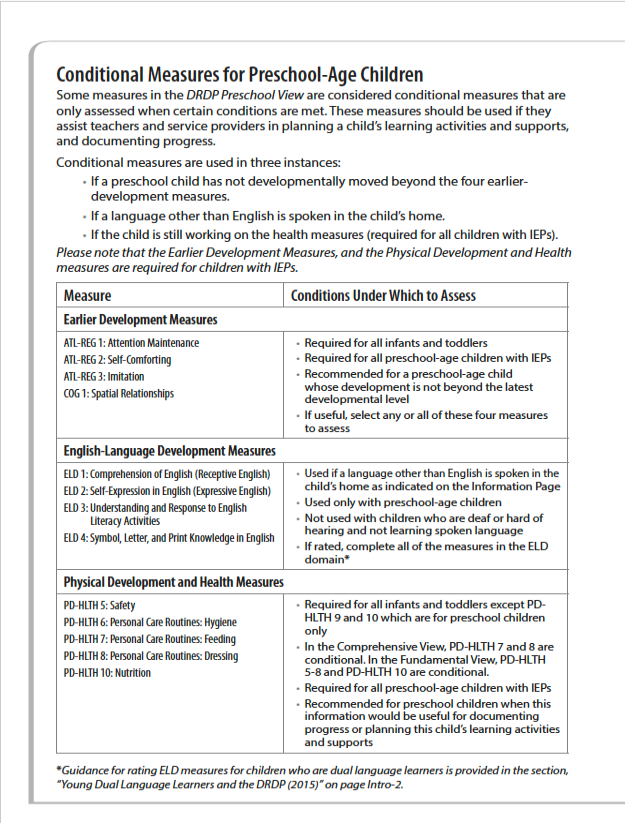 Conditional Measures for Preschool-Age Children
Some measures in the DRDP Preschool View are considered conditional measures that are
only assessed when certain conditions are met. These measures should be used if they
assist teachers and service providers in planning a child's learning activities and supports,
and documenting progress.
Conditional measures are used in three instances:
• If a preschool child has not developmentally moved beyond the four earlier-
development measures.
• If a language other than English is spoken in the child's home.
• If the child is still working on the health measures (required for all children with IEPs).
Please note that the Earlier Development Measures, and the Physical Development and Health
measures are required for children with IEPs.
Measure
Conditions Under Which to Assess
Earlier Development Measures
ATL-REG 1: Attention Maintenance
ATL-REG 2: Self-Comforting
ATL-REG 3: Imitation
COG 1: Spatial Relationships
• Required for all infants and toddlers
• Required for all preschool-age children with IEPs
• Recommended for a preschool-age child
whose development is not beyond the latest
developmental level
• If useful, select any or all of these four measures
to assess
English-Language Development Measures
ELD 1: Comprehension of English (Receptive English)
ELD 2: Self-Expression in English (Expressive English)
ELD 3: Understanding and Response to English
Literacy Activities
ELD 4: Symbol, Letter, and Print Knowledge in English
• Used if a language other than English is spoken in the
child's home as indicated on the Information Page
• Used only with preschool-age children
• Not used with children who are deaf or hard of
hearing and not learning spoken language
• If rated, complete all of the measures in the ELD
domain*
Physical Development and Health Measures
PD-HLTH 5: Safety
PD-HLTH 6: Personal Care Routines: Hygiene
PD-HLTH 7: Personal Care Routines: Feeding
PD-HLTH 8: Personal Care Routines: Dressing
PD-HLTH 10: Nutrition
• Required for all infants and toddlers except PD-
HLTH 9 and 10 which are for preschool children
only
• In the Comprehensive View, PD-HLTH 7 and 8 are
conditional. In the Fundamental View, PD-HLTH
5-8 and PD-HLTH 10 are conditional.
• Required for all preschool-age children with IEPs
• Recommended for preschool children when this
information would be useful for documenting
progress or planning this child's learning activities
and supports
*Guidance for rating ELD measures for children who are dual language learners is provided in the section,
"Young Dual Language Learners and the DRDP (2015)" on page Intro-2.